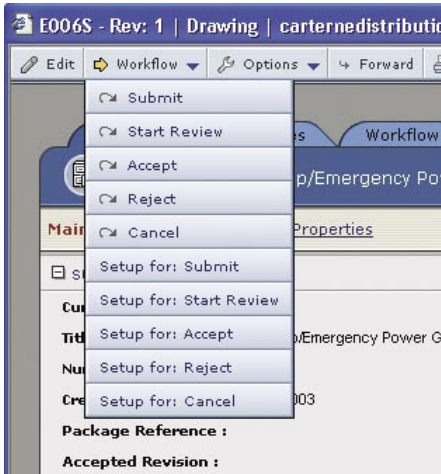 E006S - Rev: 1 | Drawing | carternedistributi
Edit Workflow Options Forward
Submit
Start Review
Accept
Reject
Cancel
Setup for: Submit
Setup for: Start Review
Setup for: Accept
Setup for: Reject
Setup for: Cancel
Workflow
p/Emergency Po
Properties
/Emergency Power G
003
Package Reference :
Accepted Revision :